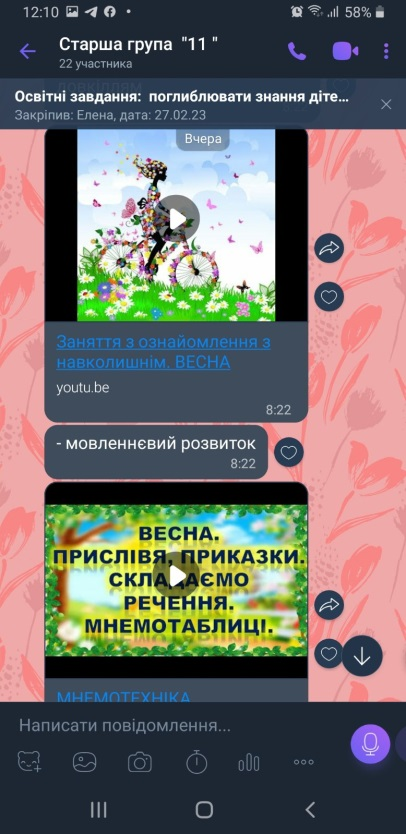 12:10
58%
Старша група "11 "
22 учасника
Освітні завдання: поглиблювати знання діте...
Закріпив: Елена, дата: 27.02.23
Вчера
Заняття з ознайомлення з
навколишнім. ВЕСНА
youtu.be
8:22
- мовленнєвий розвиток
8:22
ВЕСНА.
ПРИСЛІВЯ, ПРИКАЗКИ.
СКЛАДАЄМО
РЕЧЕННЯ.
МНЕМОТАБЛИЦІ.
МНЕМОТЕХНІКА
Написати повідомлення...